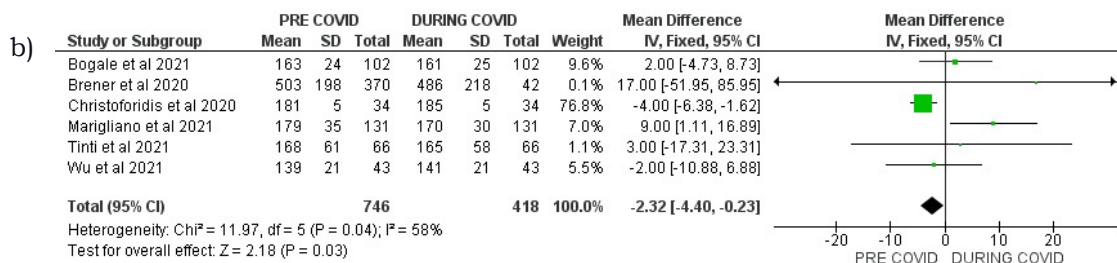 b)
PRE COVID DURING COVID Mean Difference Mean Difference
Study or Subgroup Mean SD Total Mean SD Total Weight IV, Fixed, 95% CI IV, Fixed, 95% CI
Bogale et al 2021 163 24 102 161 25 102 9.6% 2.00 [-4.73, 8.73]
Brener et al 2020 503 198 370 486 218 42 0.1% 17.00 [-51.95, 85.95]
Christoforidis et al 2020 181 5 34 185 5 34 76.8% -4.00 [-6.38, -1.62]
Marigliano et al 2021 179 35 131 170 30 131 7.0% 9.00 [1.11, 16.89]
Tinti et al 2021 168 61 66 165 58 66 1.1% 3.00 [-17.31, 23.31]
Wu et al 2021 139 21 43 141 21 43 5.5% -2.00 [-10.88, 6.88]
Total (95% CI) 746 418 100.0% -2.32 [-4.40, -0.23]
Heterogeneity: Chi² = 11.97, df = 5 (P = 0.04); I² = 58%
Test for overall effect: Z = 2.18 (P = 0.03)
-20 -10 0 10 20
PRE COVID DURING COVID